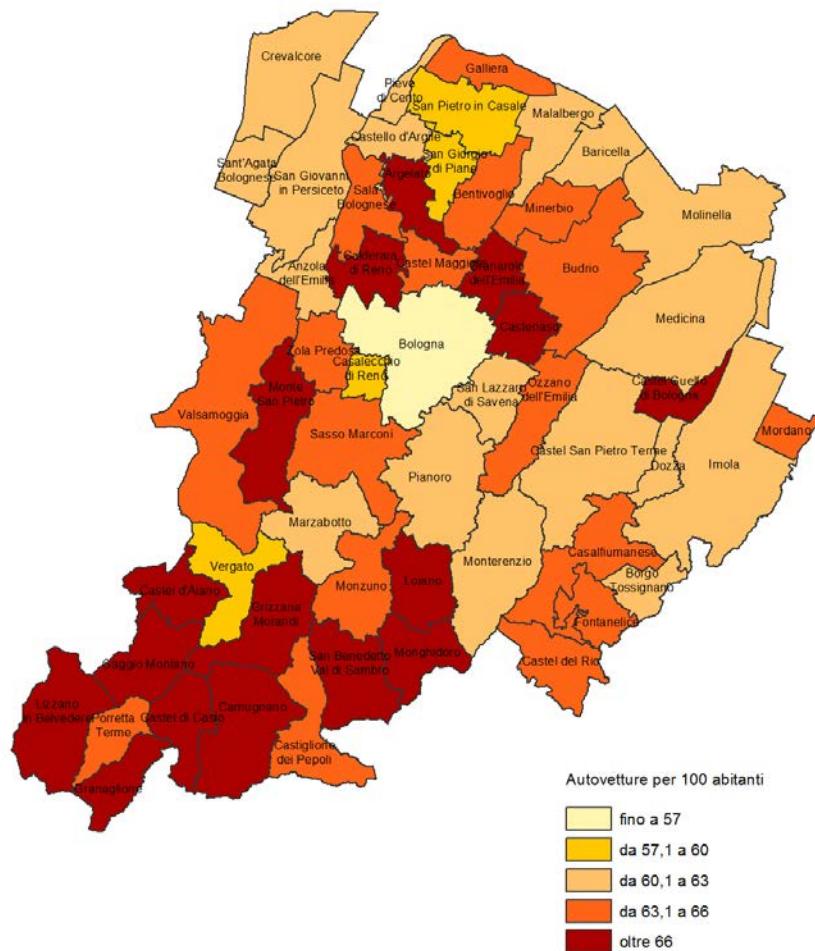 Crevalcore
Galliera
Pieve
di Cento
San Pietro in Casale
Malalbergo
Castello d'Argile
Baricella
Sant'Agata
Bolognese
San Giovanni
in Persiceto
San Giorgio
di Piano
Argelato
Sala
Bolognese
Bentivoglio
Minerbio
Molinella
Calderara
di Reno
Castel Maggiore
Granarolo
dell'Emilia
Budrio
Anzola
dell'Emilia
Medicina
Castenaso
Bologna
Zola Predosa
Casalecchio
di Reno
Monte
San Pietro
Valsamoggia
San Lazzaro
di Savena
Ozzano
dell'Emilia
Castel Guelfo
di Bologna
Mordano
Sasso Marconi
Castel San Pietro Terme
Dozza
Imola
Pianoro
Marzabotto
Monterenzio
Casalfiumanese
Vergato
Borgo
Tossignano
Castel d'Aiano
Monzuno
Loiano
Grizzana
Morandi
Fontanelice
Castel del Rio
Gaggio Montano
San Benedetto
Val di Sambro
Monghidoro
Lizzano
in Belvedere
Porretta
Terme
Castel di Casio
Camugnano
Castiglione
dei Pepoli
Granaglione
Autovetture per 100 abitanti
fino a 57
da 57,1 a 60
da 60,1 a 63
da 63,1 a 66
oltre 66